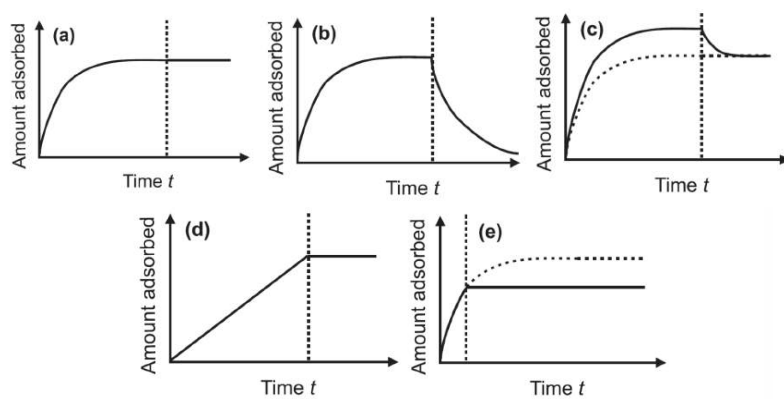 (a)
Amount adsorbed
Time t
(b)
Amount adsorbed
Time t
(c)
Amount adsorbed
Time t
(d)
Amount adsorbed
Time t
(e)
Amount adsorbed
Time t